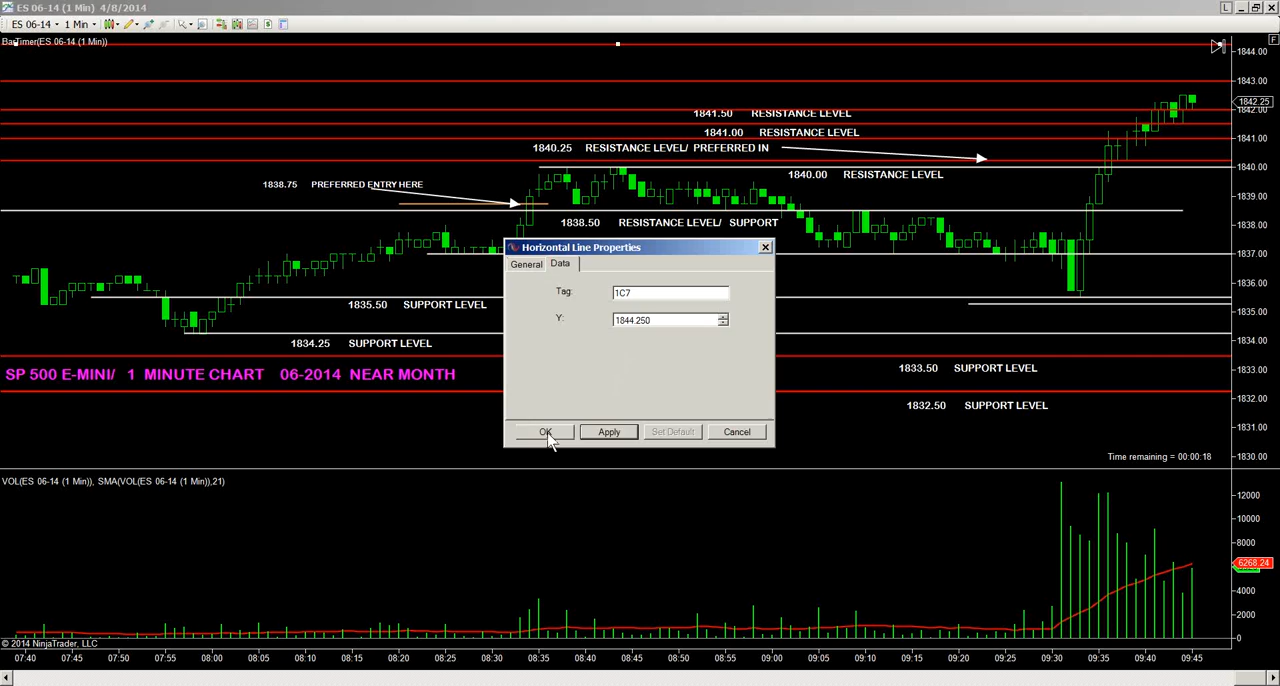 ES 06-14 (1 Min) 4/8/2014
L
ES 06-14 1 Min
BarTimer(ES 06-14 (1 Min))
F
1844.00
1843.00
1842.25
1842.00
1841.50 RESISTANCE LEVEL
1841.00 RESISTANCE LEVEL
1841.00
1840.25 RESISTANCE LEVEL/ PREFERRED IN
1840.00
1840.00 RESISTANCE LEVEL
1838.75 PREFERRED ENTRY HERE
1839.00
1838.50 RESISTANCE LEVEL/ SUPPORT
1838.00
Horizontal Line Properties
1837.00
General Data
1836.00
Tag: 1C7
1835.50 SUPPORT LEVEL
1835.00
Y: 1844.250
1834.25 SUPPORT LEVEL
1834.00
1833.50 SUPPORT LEVEL
1833.00
SP 500 E-MINI/ 1 MINUTE CHART 06-2014 NEAR MONTH
1832.00
1832.50 SUPPORT LEVEL
1831.00
OK Apply Set Default Cancel
Time remaining = 00:00:18
1830.00
VOL(ES 06-14 (1 Min)), SMA(VOL(ES 06-14 (1 Min)),21)
12000
10000
8000
6268.24
4000
2000
0
© 2014 NinjaTrader, LLC
07:40 07:45 07:50 07:55 08:00 08:05 08:10 08:15 08:20 08:25 08:30 08:35 08:40 08:45 08:50 08:55 09:00 09:05 09:10 09:15 09:20 09:25 09:30 09:35 09:40 09:45